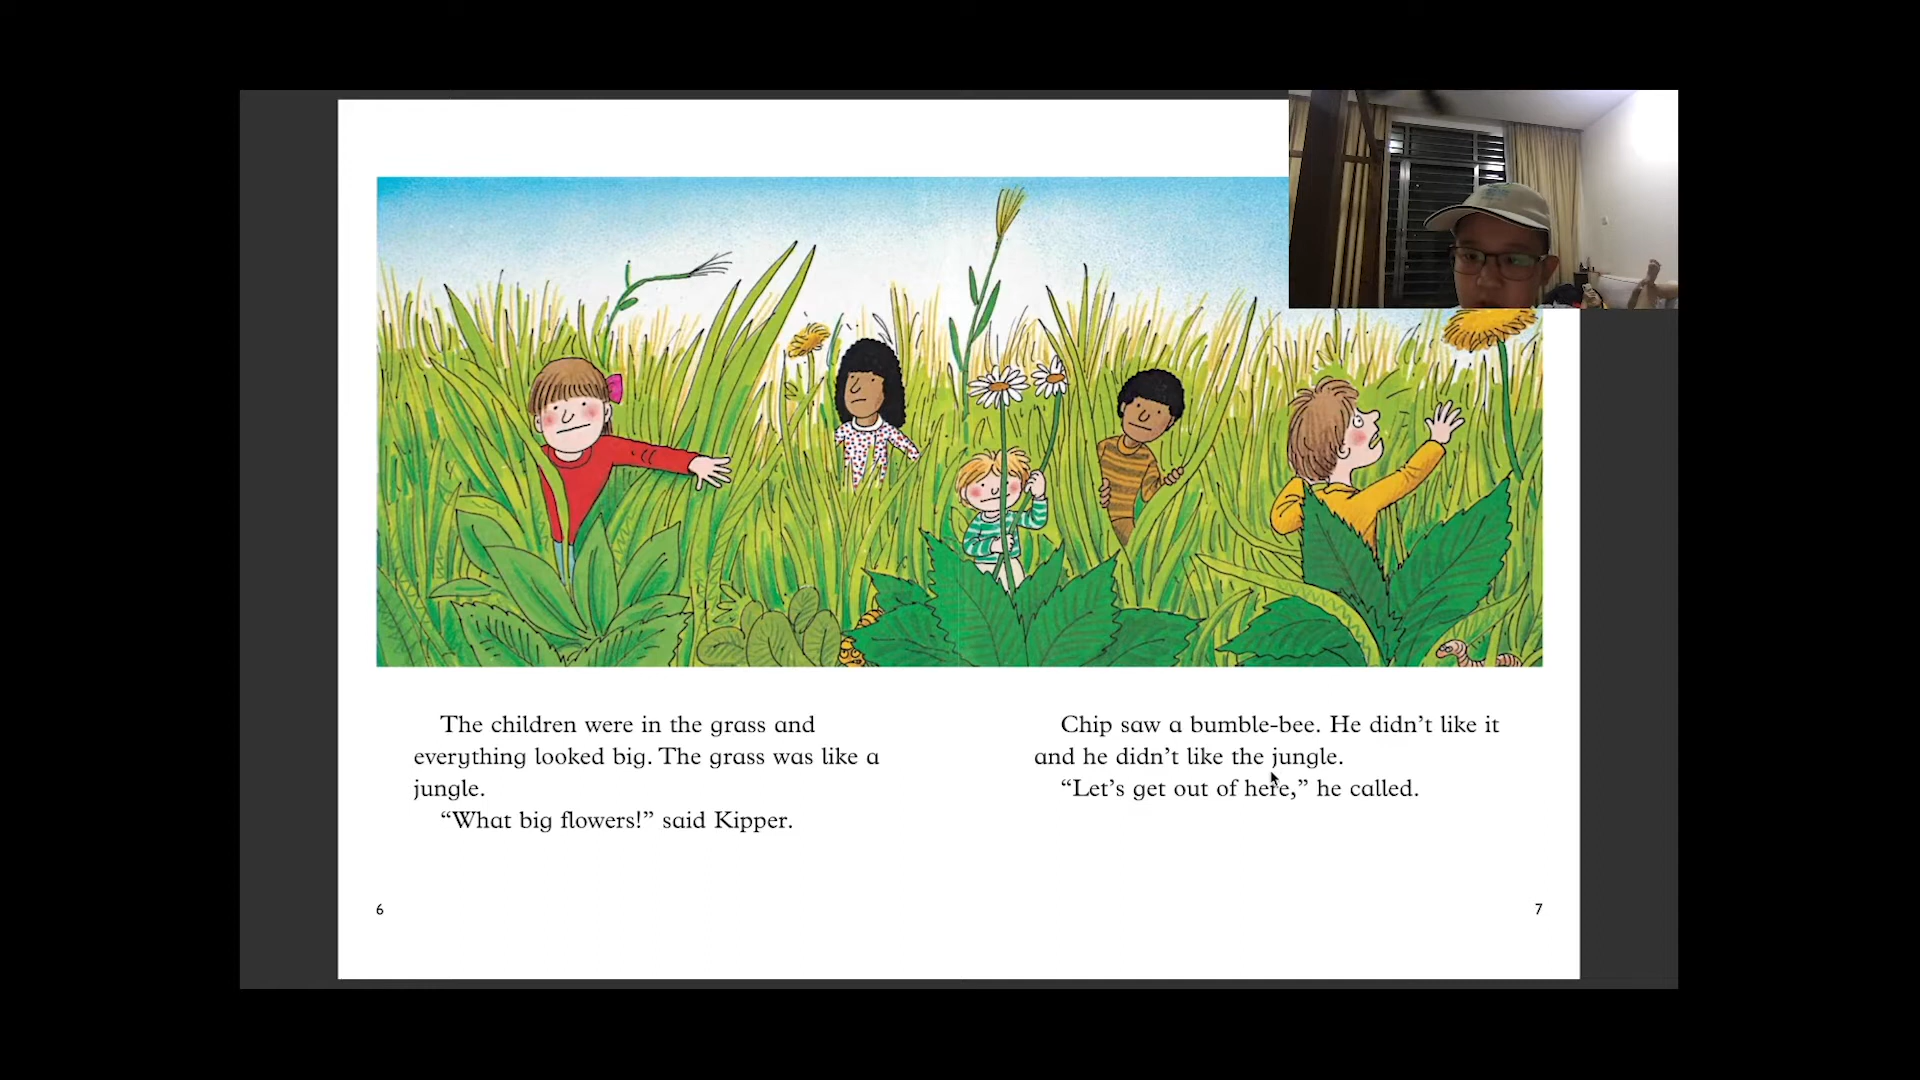 The children were in the grass and
everything looked big. The grass was like a
jungle.
“What big flowers!” said Kipper.
6
Chip saw a bumble-bee. He didn’t like it
and he didn’t like the jungle.
“Let’s get out of here,” he called.
7